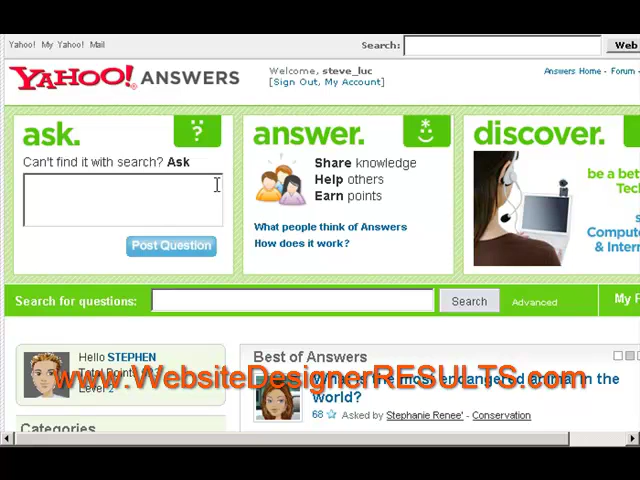 Yahoo! My Yahoo! Mail
Search:
Web
YAHOO! ANSWERS
Welcome, steve_luc
[Sign Out, My Account]
Answers Home - Forum -
ask.
?
Can't find it with search? Ask
Post Question
answer.
Share knowledge
Help others
Earn points
What people think of Answers
How does it work?
discover.
be a bet
Tech
s
Compute
& Intern
Search for questions:
Search
Advanced
My P
Hello STEPHEN
Total Points
Level 2
Categories
Best of Answers
What is the most endangered animal in the
world?
68 ☆ Asked by Stephanie Renee' - Conservation
www.WebsiteDesignerRESULTS.com